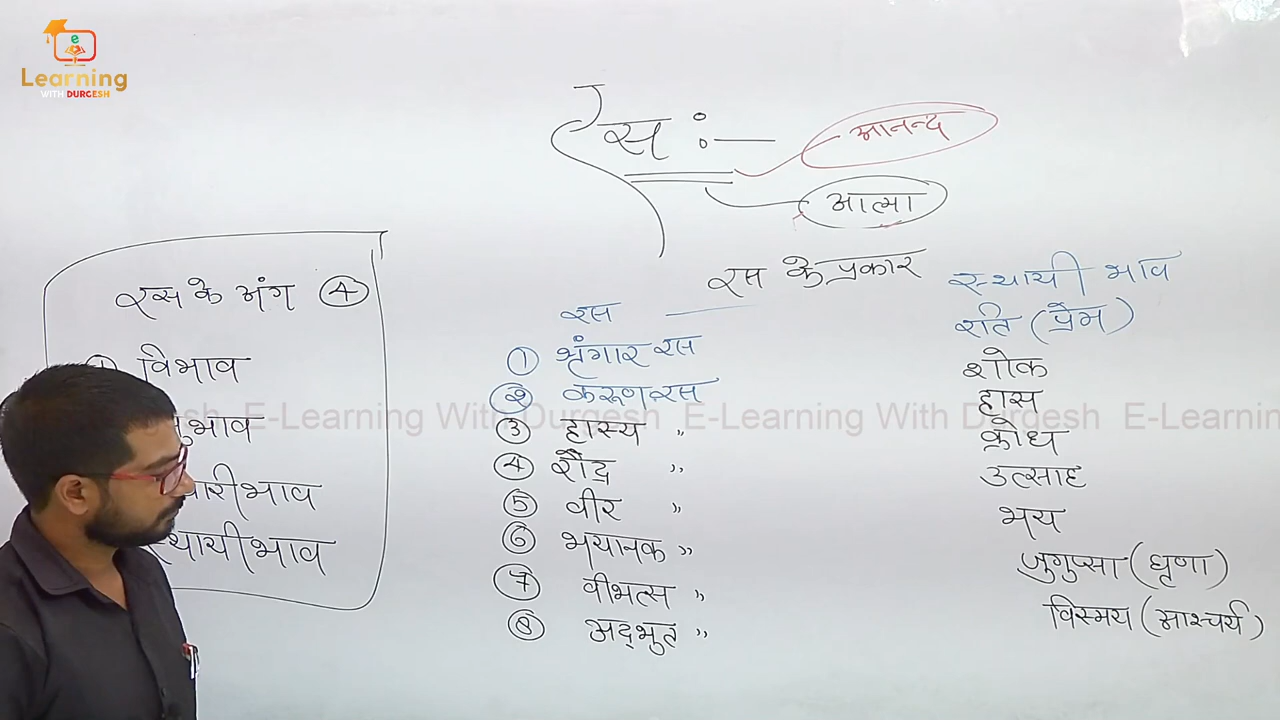 e
Learning
WITH DURGESH
रस :—
आनन्द
आत्मा
रस के अंग ④
विभाव
नुभाव
चारीभाव
स्थायीभाव
रस के प्रकार
रस — स्थायी भाव
① श्रृंगार रस रति (प्रेम)
② करूण रस शोक
③ हास्य " हास
④ रौद्र " क्रोध
⑤ वीर " उत्साह
⑥ भयानक " भय
⑦ वीभत्स " जुगुप्सा (घृणा)
⑧ अद्भुत " विस्मय (आश्चर्य)
E-Learning With Durgesh E-Learning With Durgesh E-Learnin